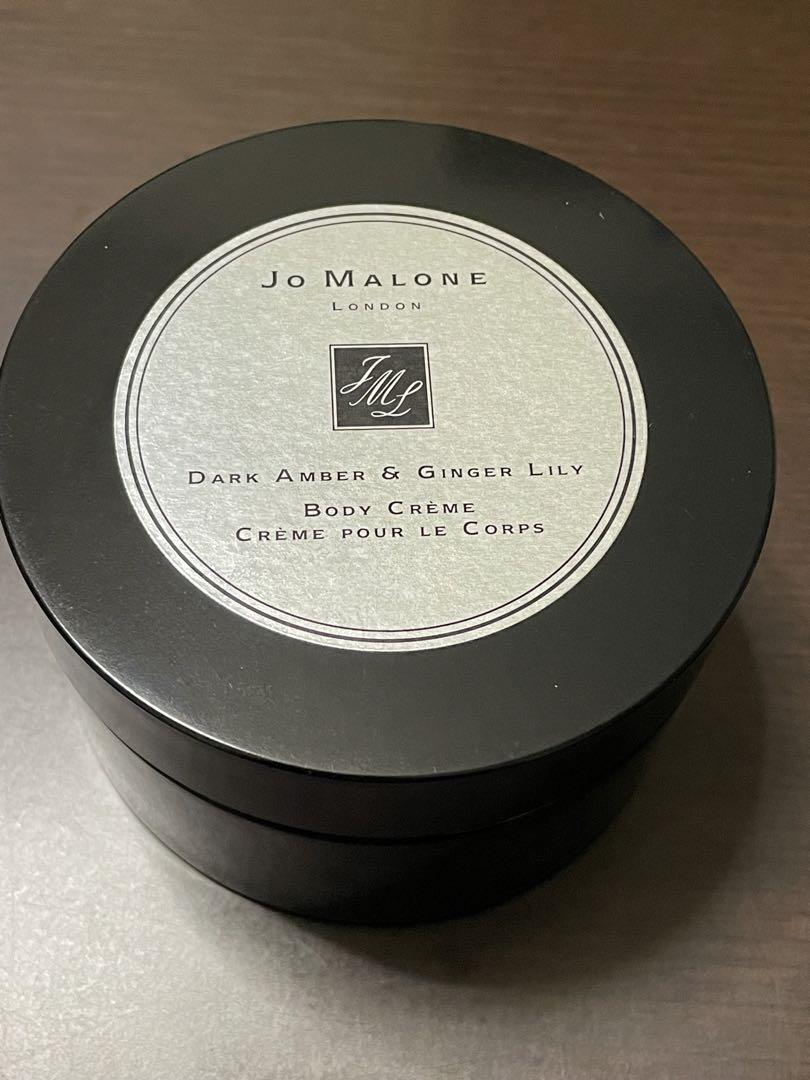 JO MALONE
LONDON
JML
DARK AMBER & GINGER LILY
BODY CRÈME
CRÈME POUR LE CORPS